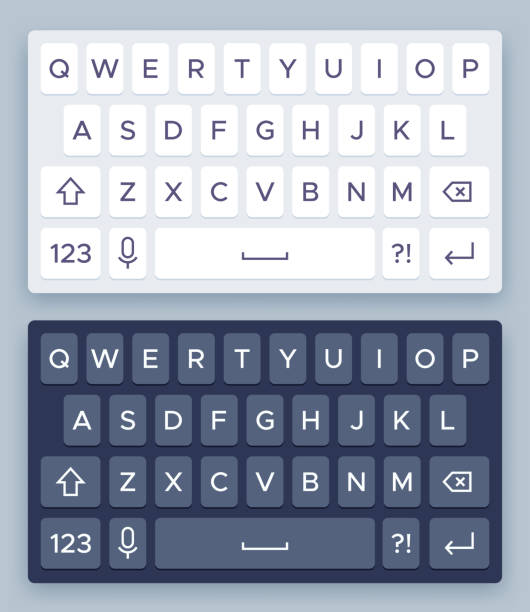 Q W E R T Y U I O P
A S D F G H J K L
Z X C V B N M
123 ?!
Q W E R T Y U I O P
A S D F G H J K L
Z X C V B N M
123 ?!